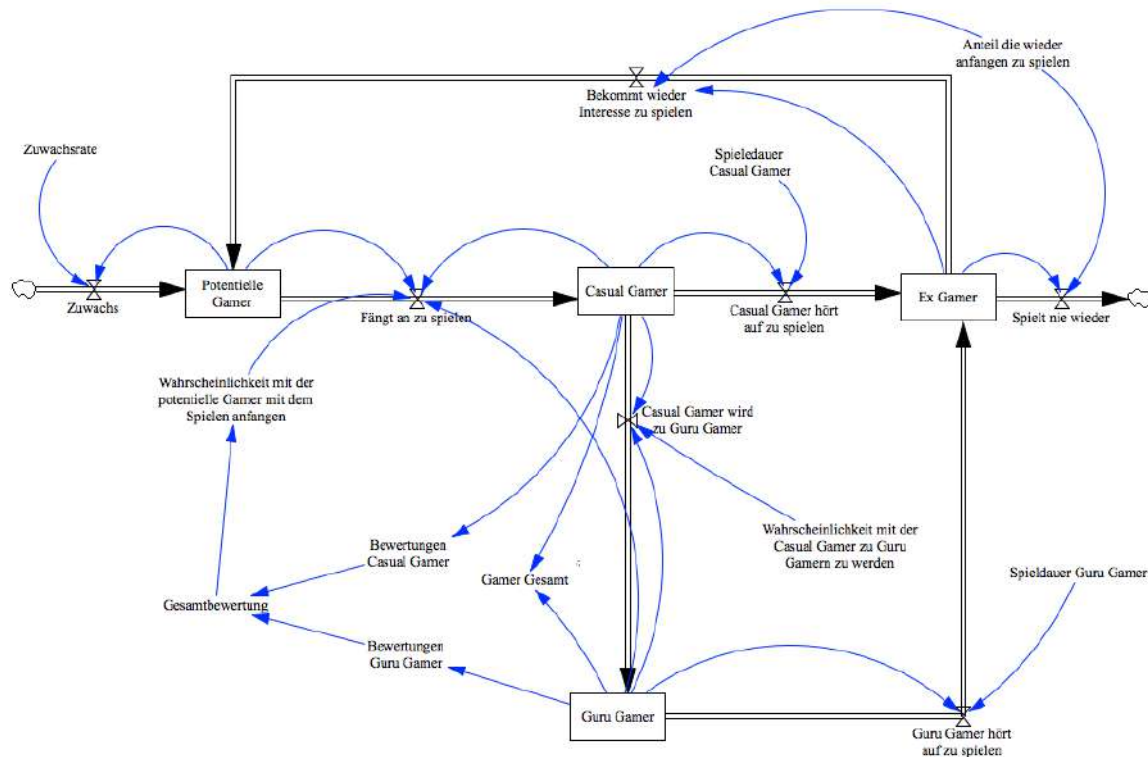 Anteil die wieder
anfangen zu spielen
Bekommt wieder
Interesse zu spielen
Zuwachsrate
Spieledauer
Casual Gamer
Potentielle
Gamer
Casual Gamer
Ex Gamer
Zuwachs
Fängt an zu spielen
Casual Gamer hört
auf zu spielen
Spielt nie wieder
Wahrscheinlichkeit mit der
potentielle Gamer mit dem
Spielen anfangen
Casual Gamer wird
zu Guru Gamer
Wahrscheinlichkeit mit der
Casual Gamer zu Guru
Gamern zu werden
Bewertungen
Casual Gamer
Gamer Gesamt
Spieldauer Guru Gamer
Gesamtbewertung
Bewertungen
Guru Gamer
Guru Gamer
Guru Gamer hört
auf zu spielen